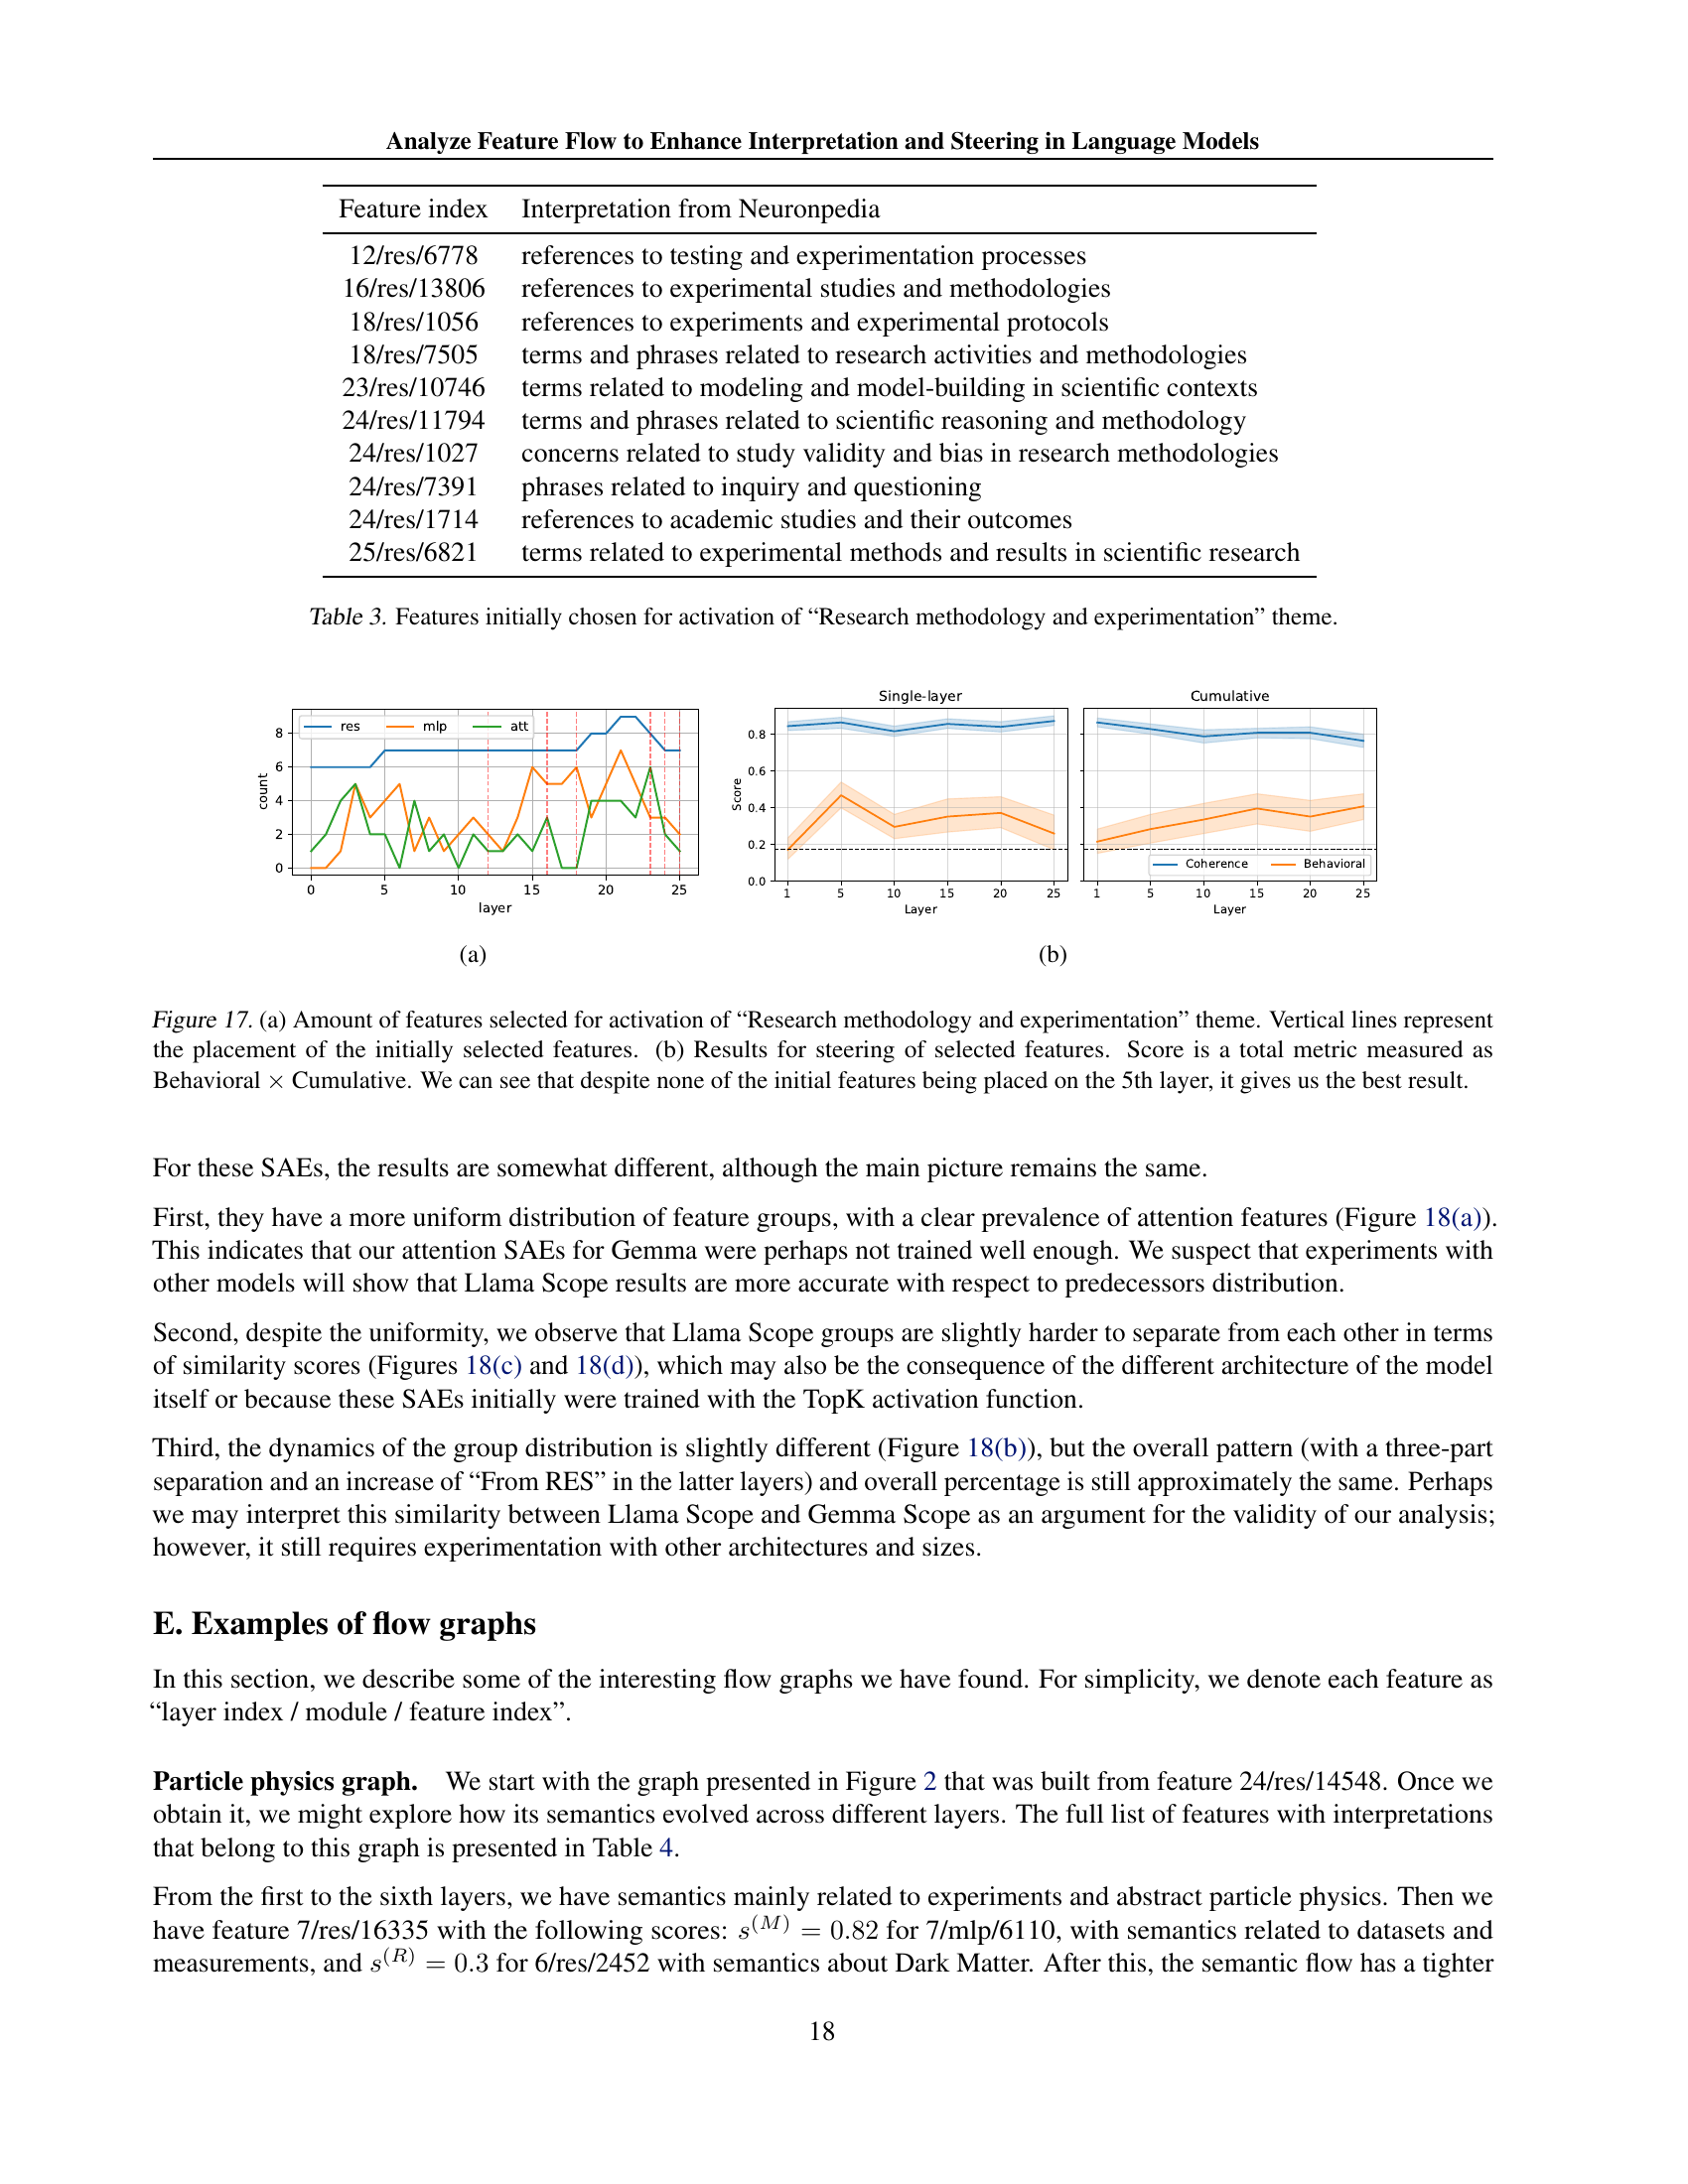 Analyze Feature Flow to Enhance Interpretation and Steering in Language Models
Feature index Interpretation from Neuronpedia
12/res/6778 references to testing and experimentation processes
16/res/13806 references to experimental studies and methodologies
18/res/1056 references to experiments and experimental protocols
18/res/7505 terms and phrases related to research activities and methodologies
23/res/10746 terms related to modeling and model-building in scientific contexts
24/res/11794 terms and phrases related to scientific reasoning and methodology
24/res/1027 concerns related to study validity and bias in research methodologies
24/res/7391 phrases related to inquiry and questioning
24/res/1714 references to academic studies and their outcomes
25/res/6821 terms related to experimental methods and results in scientific research
Table 3. Features initially chosen for activation of “Research methodology and experimentation” theme.
res mlp att
8
6
4
2
0
count
0 5 10 15 20 25
layer
(a)
Single-layer Cumulative
0.8
0.6
0.4
0.2
0.0
Score
Coherence Behavioral
1 5 10 15 20 25 1 5 10 15 20 25
Layer Layer
(b)
Figure 17. (a) Amount of features selected for activation of “Research methodology and experimentation” theme. Vertical lines represent
the placement of the initially selected features. (b) Results for steering of selected features. Score is a total metric measured as
Behavioral × Cumulative. We can see that despite none of the initial features being placed on the 5th layer, it gives us the best result.
For these SAEs, the results are somewhat different, although the main picture remains the same.
First, they have a more uniform distribution of feature groups, with a clear prevalence of attention features (Figure 18(a)).
This indicates that our attention SAEs for Gemma were perhaps not trained well enough. We suspect that experiments with
other models will show that Llama Scope results are more accurate with respect to predecessors distribution.
Second, despite the uniformity, we observe that Llama Scope groups are slightly harder to separate from each other in terms
of similarity scores (Figures 18(c) and 18(d)), which may also be the consequence of the different architecture of the model
itself or because these SAEs initially were trained with the TopK activation function.
Third, the dynamics of the group distribution is slightly different (Figure 18(b)), but the overall pattern (with a three-part
separation and an increase of “From RES” in the latter layers) and overall percentage is still approximately the same. Perhaps
we may interpret this similarity between Llama Scope and Gemma Scope as an argument for the validity of our analysis;
however, it still requires experimentation with other architectures and sizes.
E. Examples of flow graphs
In this section, we describe some of the interesting flow graphs we have found. For simplicity, we denote each feature as
“layer index / module / feature index”.
Particle physics graph. We start with the graph presented in Figure 2 that was built from feature 24/res/14548. Once we
obtain it, we might explore how its semantics evolved across different layers. The full list of features with interpretations
that belong to this graph is presented in Table 4.
From the first to the sixth layers, we have semantics mainly related to experiments and abstract particle physics. Then we
have feature 7/res/16335 with the following scores: s^(M) = 0.82 for 7/mlp/6110, with semantics related to datasets and
measurements, and s^(R) = 0.3 for 6/res/2452 with semantics about Dark Matter. After this, the semantic flow has a tighter
18